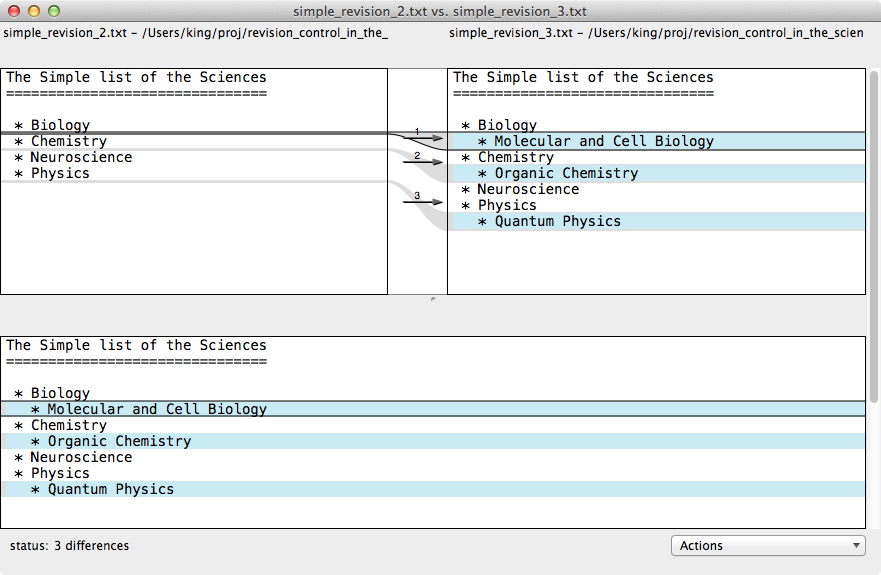 simple_revision_2.txt vs. simple_revision_3.txt
simple_revision_2.txt – /Users/king/proj/revision_control_in_the_
simple_revision_3.txt – /Users/king/proj/revision_control_in_the_scien
The Simple list of the Sciences
===============================
* Biology
* Chemistry
* Neuroscience
* Physics
1
2
3
The Simple list of the Sciences
===============================
* Biology
* Molecular and Cell Biology
* Chemistry
* Organic Chemistry
* Neuroscience
* Physics
* Quantum Physics
The Simple list of the Sciences
===============================
* Biology
* Molecular and Cell Biology
* Chemistry
* Organic Chemistry
* Neuroscience
* Physics
* Quantum Physics
status: 3 differences
Actions